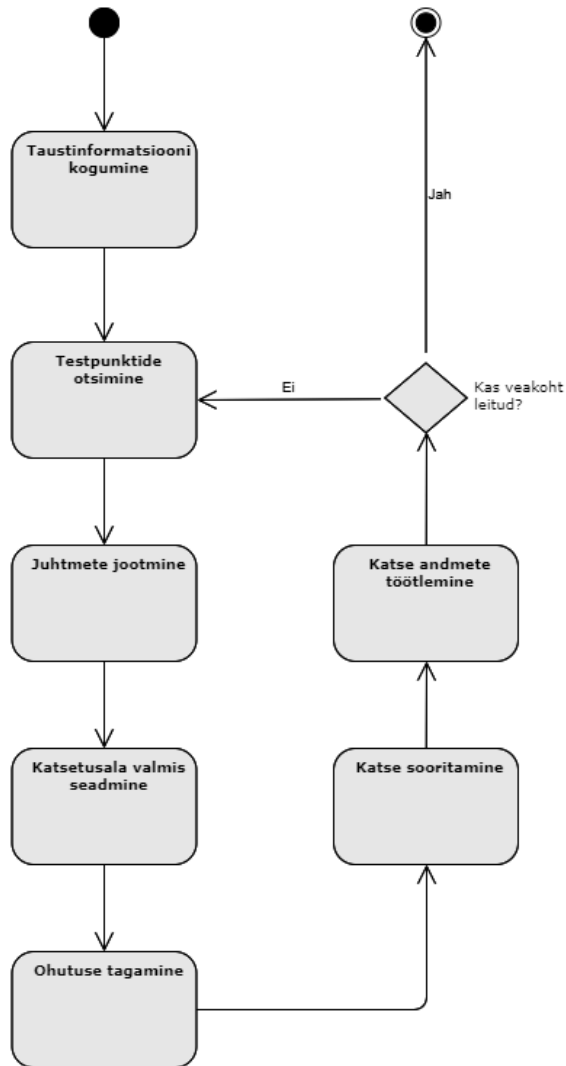 Taustinformatsiooni
kogumine
Testpunktide
otsimine
Juhtmete jootmine
Katsetusala valmis
seadmine
Ohutuse tagamine
Katse sooritamine
Katse andmete
töötlemine
Kas veakoht
leitud?
Ei
Jah